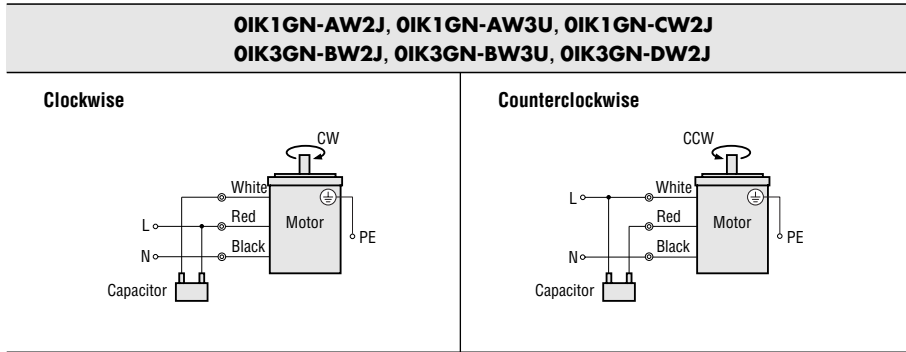 0IK1GN-AW2J, 0IK1GN-AW3U, 0IK1GN-CW2J
0IK3GN-BW2J, 0IK3GN-BW3U, 0IK3GN-DW2J
Clockwise
CW
White
L
Red
Motor
PE
N
Black
Capacitor
Counterclockwise
CCW
L
White
Red
Motor
PE
N
Black
Capacitor